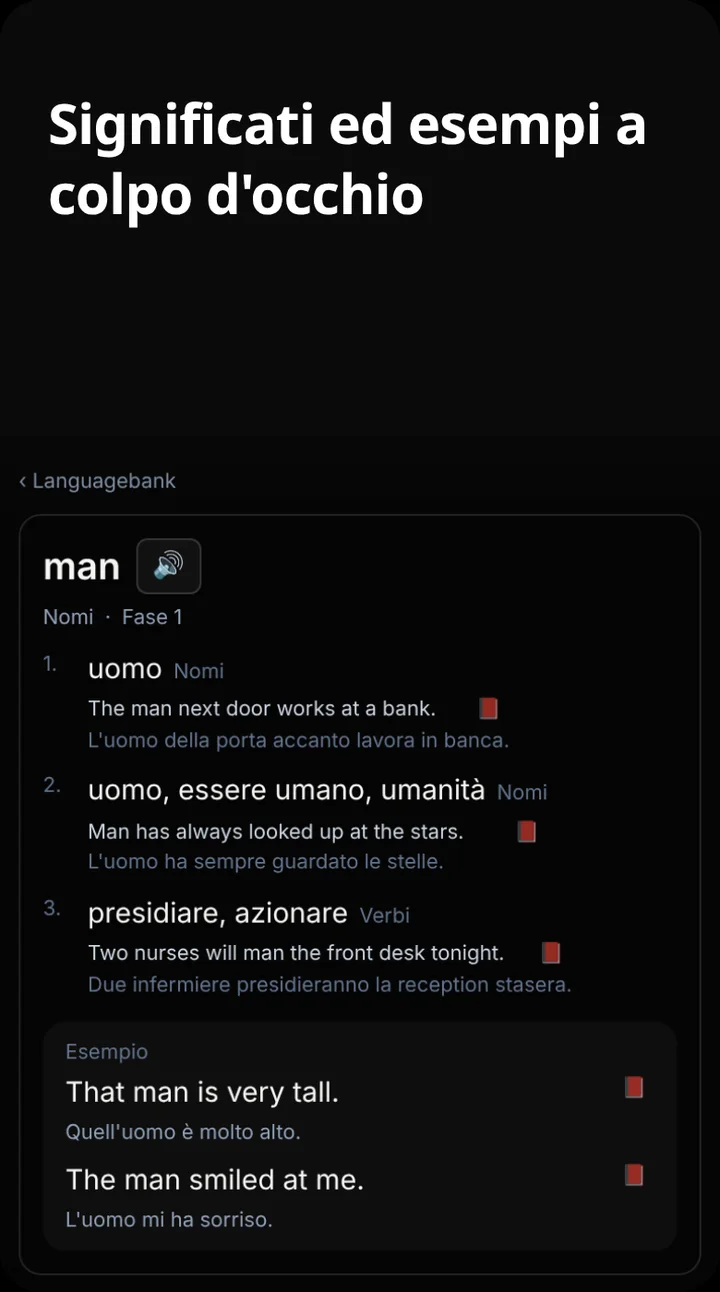 Significati ed esempi a
colpo d'occhio
‹ Languagebank
man
Nomi · Fase 1
1. uomo Nomi
The man next door works at a bank.
L'uomo della porta accanto lavora in banca.
2. uomo, essere umano, umanità Nomi
Man has always looked up at the stars.
L'uomo ha sempre guardato le stelle.
3. presidiare, azionare Verbi
Two nurses will man the front desk tonight.
Due infermiere presidieranno la reception stasera.
Esempio
That man is very tall.
Quell'uomo è molto alto.
The man smiled at me.
L'uomo mi ha sorriso.